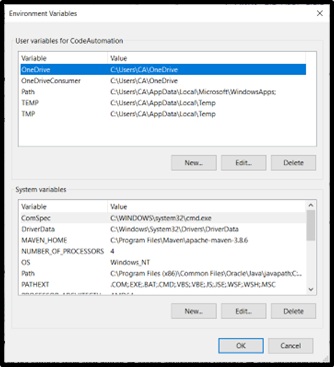 Environment Variables
User variables for CodeAutomation
Variable Value
OneDrive C:\Users\CA\OneDrive
OneDriveConsumer C:\Users\CA\OneDrive
Path C:\Users\CA\AppData\Local\Microsoft\WindowsApps;
TEMP C:\Users\CA\AppData\Local\Temp
TMP C:\Users\CA\AppData\Local\Temp
New... Edit... Delete
System variables
Variable Value
ComSpec C:\WINDOWS\system32\cmd.exe
DriverData C:\Windows\System32\Drivers\DriverData
MAVEN_HOME C:\Program Files\Maven\apache-maven-3.8.6
NUMBER_OF_PROCESSORS 4
OS Windows_NT
Path C:\Program Files (x86)\Common Files\Oracle\Java\javapath;C...
PATHEXT .COM;.EXE;.BAT;.CMD;.VBS;.VBE;.JS;.JSE;.WSF;.WSH;.MSC
New... Edit... Delete
OK Cancel